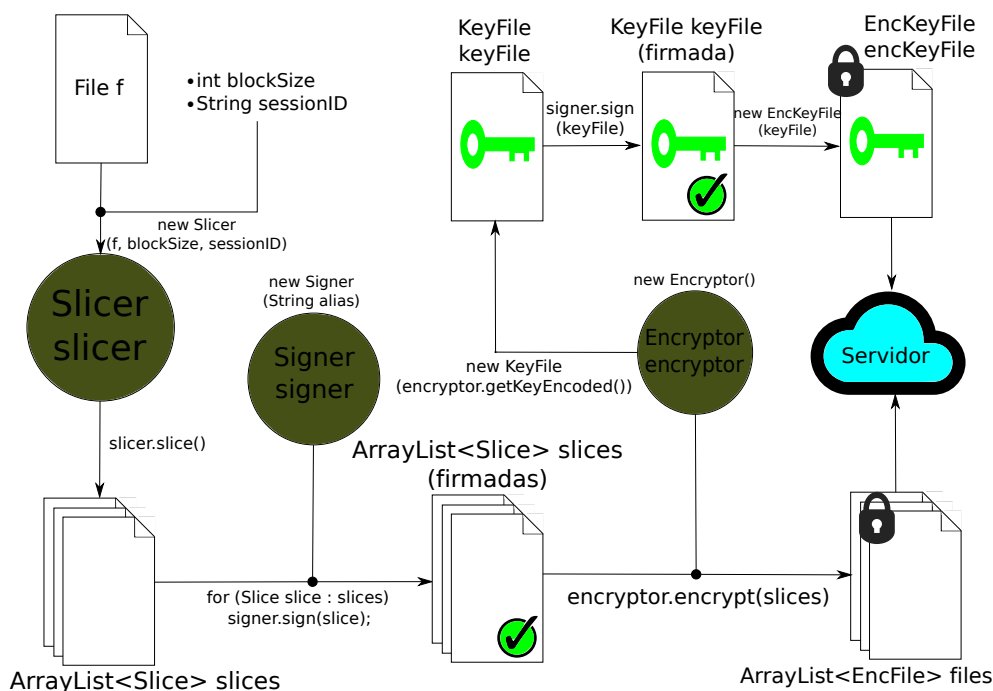 File f
•int blockSize
•String sessionID
new Slicer
(f, blockSize, sessionID)
Slicer
slicer
slicer.slice()
ArrayList<Slice> slices
new Signer
(String alias)
Signer
signer
for (Slice slice : slices)
signer.sign(slice);
ArrayList<Slice> slices
(firmadas)
KeyFile
keyFile
signer.sign
(keyFile)
KeyFile keyFile
(firmada)
new EncKeyFile
(keyFile)
EncKeyFile
encKeyFile
new Encryptor()
Encryptor
encryptor
new KeyFile
(encryptor.getKeyEncoded())
encryptor.encrypt(slices)
Servidor
ArrayList<EncFile> files